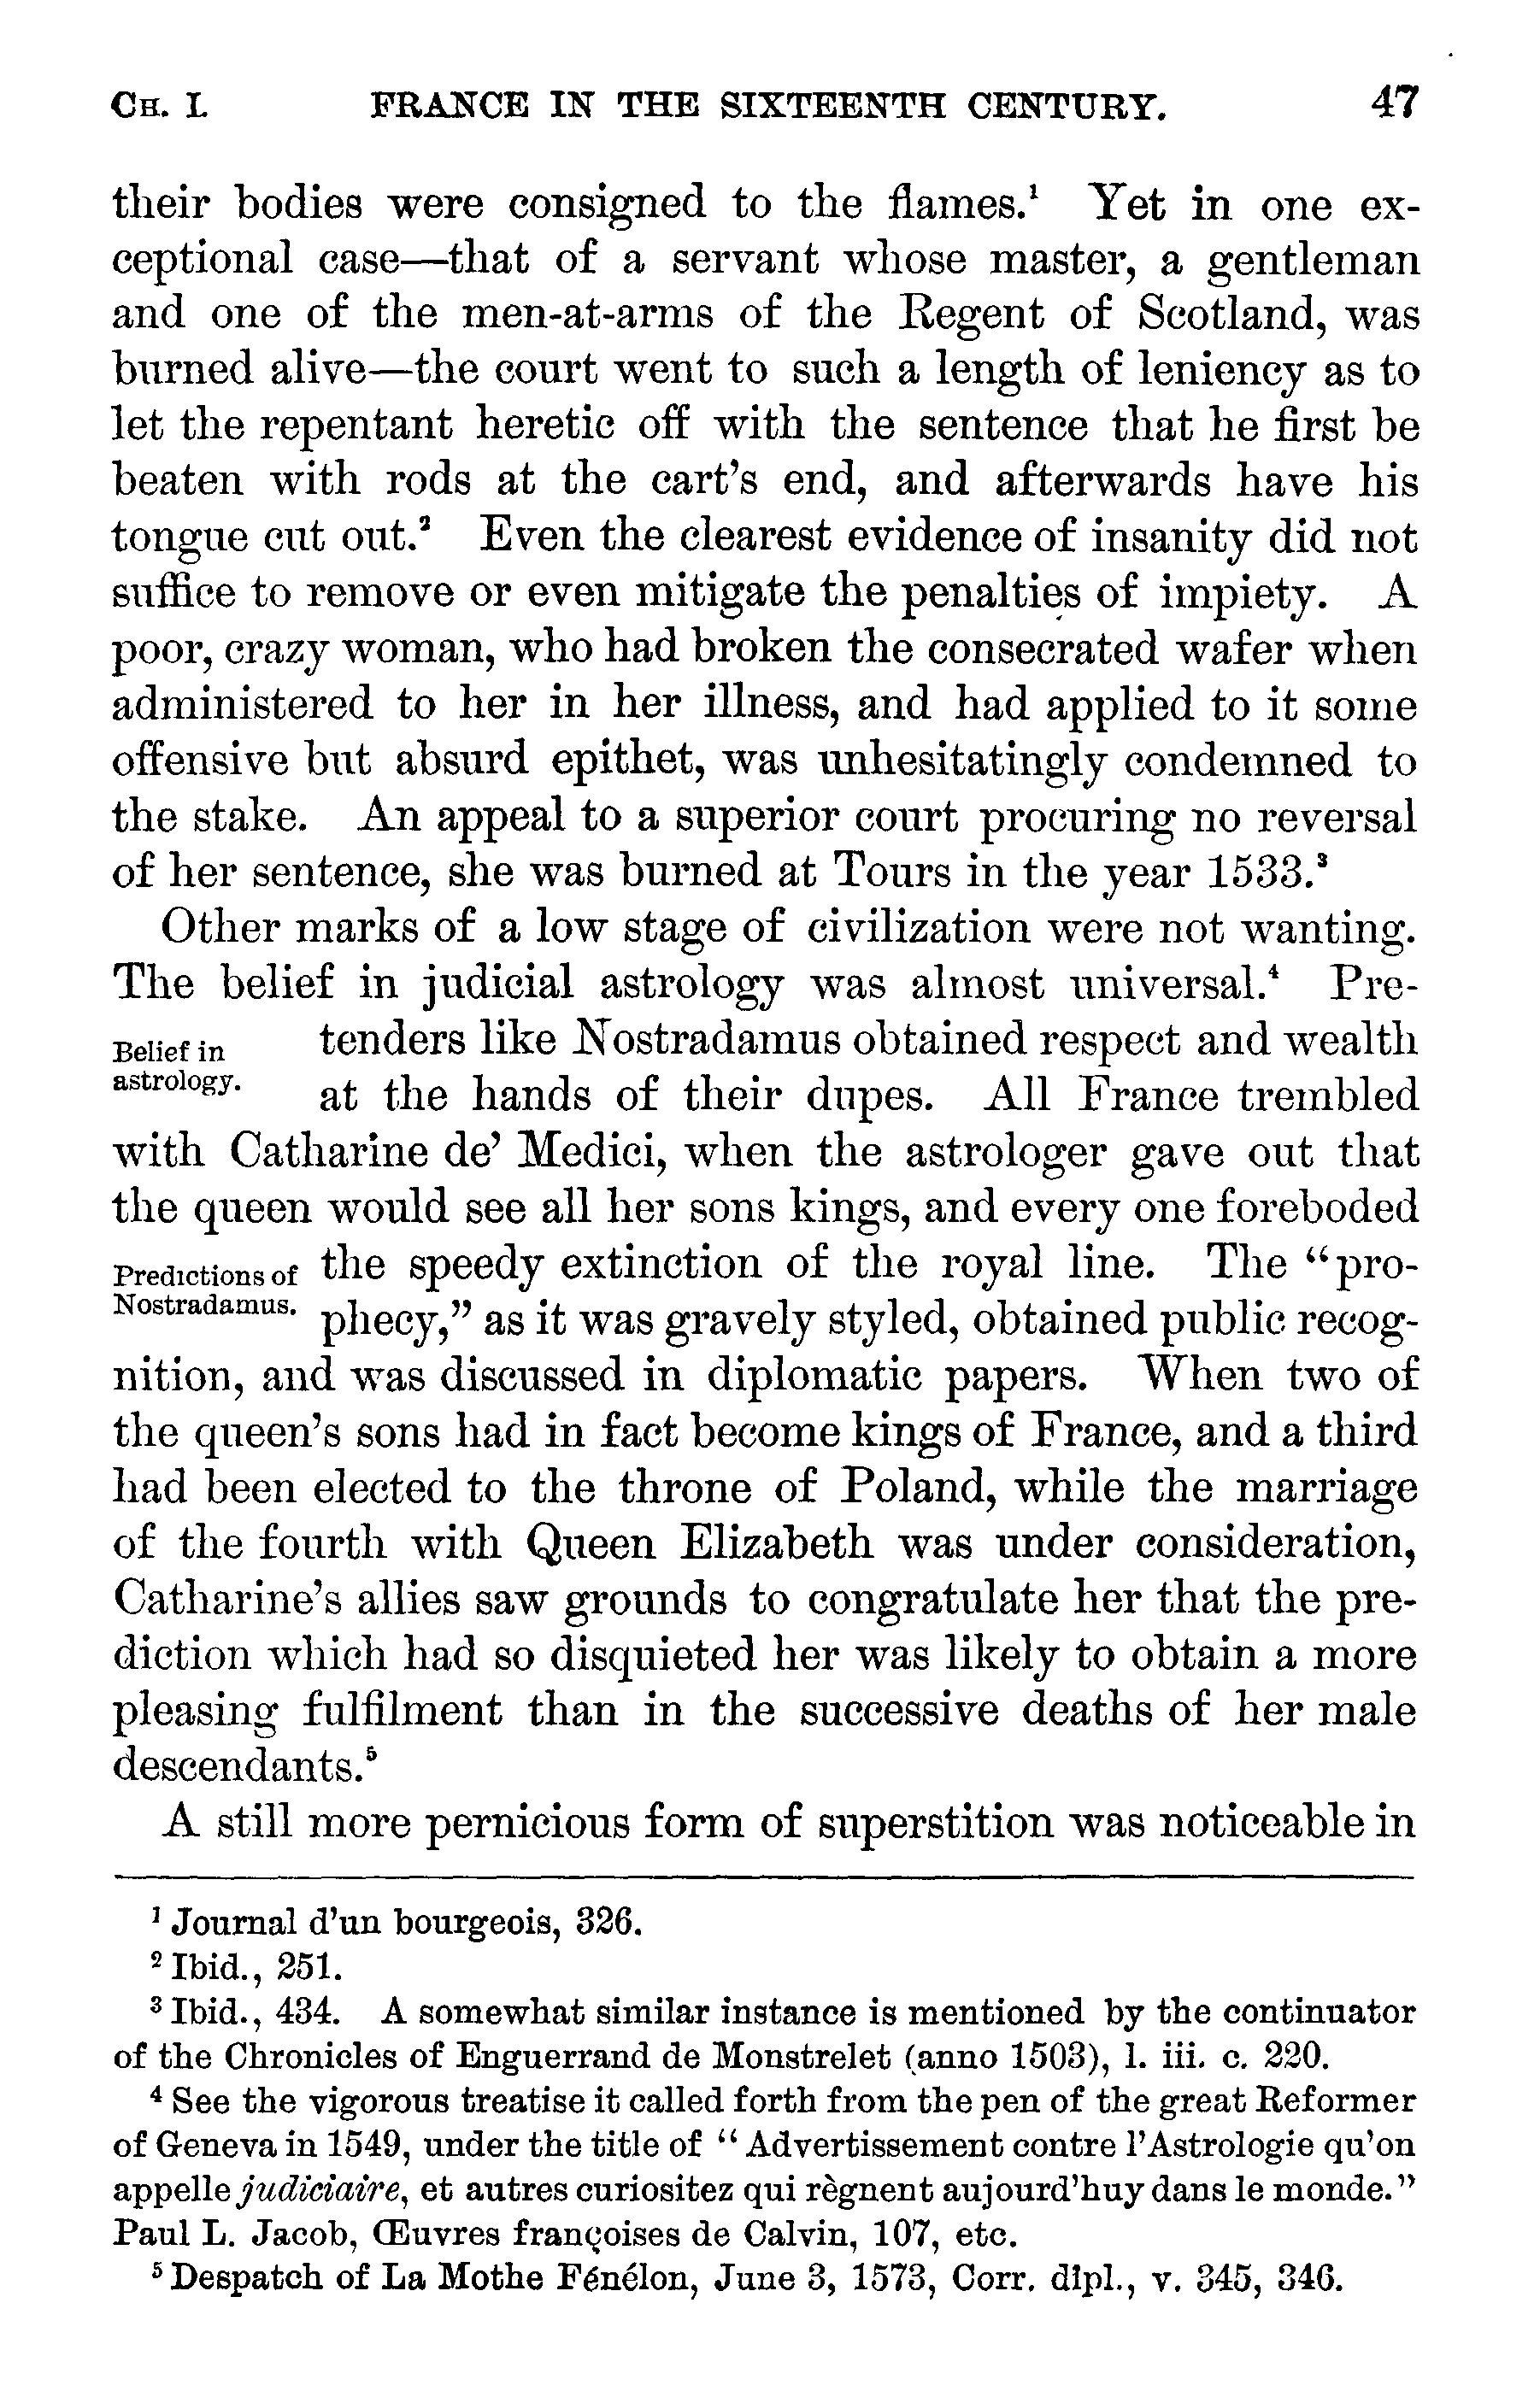 CH. I. FRANCE IN THE SIXTEENTH CENTURY. 47
their bodies were consigned to the flames.¹ Yet in one ex-
ceptional case—that of a servant whose master, a gentleman
and one of the men-at-arms of the Regent of Scotland, was
burned alive—the court went to such a length of leniency as to
let the repentant heretic off with the sentence that he first be
beaten with rods at the cart’s end, and afterwards have his
tongue cut out.² Even the clearest evidence of insanity did not
suffice to remove or even mitigate the penalties of impiety. A
poor, crazy woman, who had broken the consecrated wafer when
administered to her in her illness, and had applied to it some
offensive but absurd epithet, was unhesitatingly condemned to
the stake. An appeal to a superior court procuring no reversal
of her sentence, she was burned at Tours in the year 1533.³
Other marks of a low stage of civilization were not wanting.
The belief in judicial astrology was almost universal.⁴ Pre-
Belief in
astrology.
tenders like Nostradamus obtained respect and wealth
at the hands of their dupes. All France trembled
with Catharine de’ Medici, when the astrologer gave out that
the queen would see all her sons kings, and every one foreboded
Predictions of
Nostradamus.
the speedy extinction of the royal line. The “pro-
phecy,” as it was gravely styled, obtained public recog-
nition, and was discussed in diplomatic papers. When two of
the queen’s sons had in fact become kings of France, and a third
had been elected to the throne of Poland, while the marriage
of the fourth with Queen Elizabeth was under consideration,
Catharine’s allies saw grounds to congratulate her that the pre-
diction which had so disquieted her was likely to obtain a more
pleasing fulfilment than in the successive deaths of her male
descendants.⁵
A still more pernicious form of superstition was noticeable in
¹ Journal d’un bourgeois, 326.
² Ibid., 251.
³ Ibid., 434. A somewhat similar instance is mentioned by the continuator
of the Chronicles of Enguerrand de Monstrelet (anno 1503), l. iii. c. 220.
⁴ See the vigorous treatise it called forth from the pen of the great Reformer
of Geneva in 1549, under the title of “Advertissement contre l’Astrologie qu’on
appelle judiciaire, et autres curiositez qui règnent aujourd’huy dans le monde.”
Paul L. Jacob, Œuvres françoises de Calvin, 107, etc.
⁵ Despatch of La Mothe Fénélon, June 3, 1573, Corr. dipl., v. 345, 346.